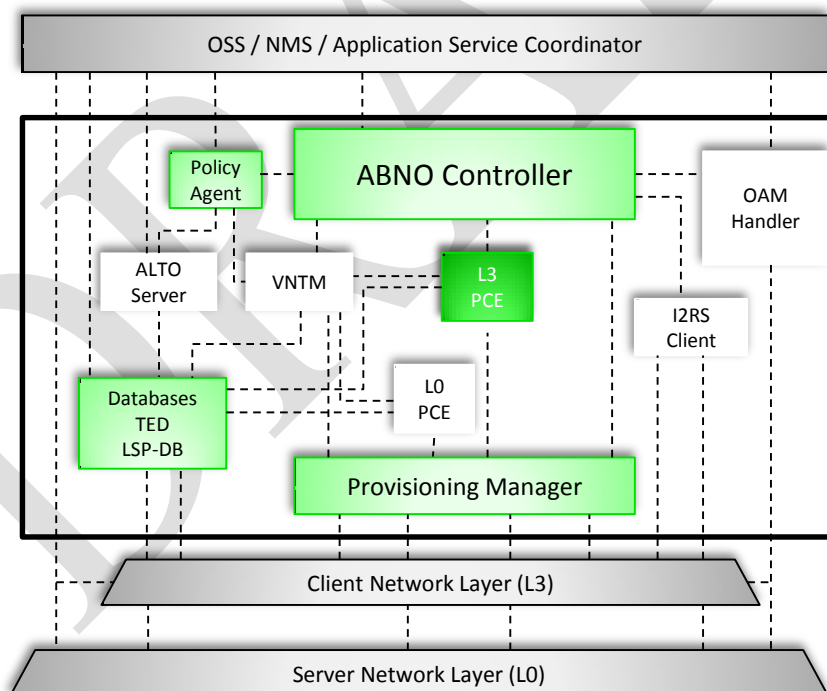 OSS / NMS / Application Service Coordinator
Policy
Agent
ABNO Controller
OAM
Handler
ALTO
Server
VNTM
L3
PCE
I2RS
Client
Databases
TED
LSP-DB
L0
PCE
Provisioning Manager
Client Network Layer (L3)
Server Network Layer (L0)